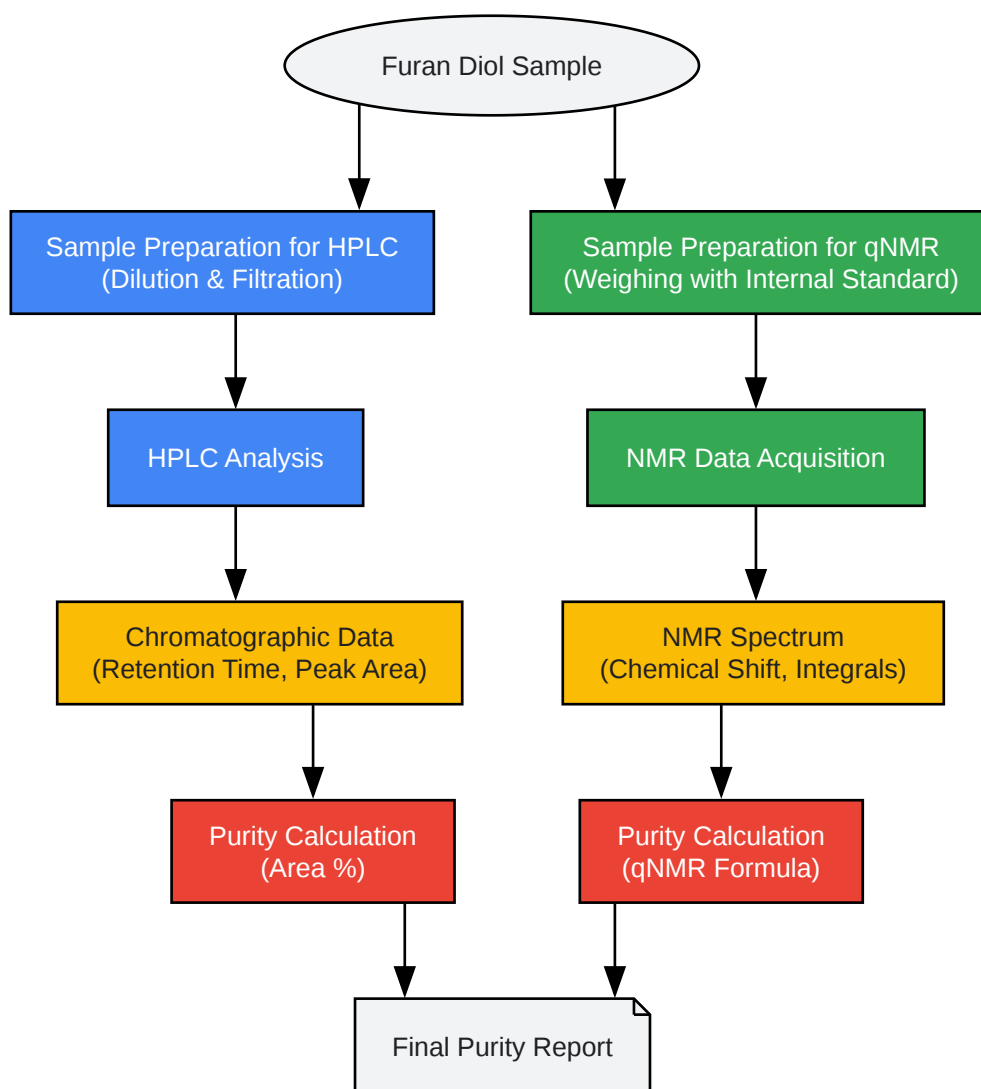 Furan Diol Sample
Sample Preparation for HPLC
(Dilution & Filtration)
Sample Preparation for qNMR
(Weighing with Internal Standard)
HPLC Analysis
NMR Data Acquisition
Chromatographic Data
(Retention Time, Peak Area)
NMR Spectrum
(Chemical Shift, Integrals)
Purity Calculation
(Area %)
Purity Calculation
(qNMR Formula)
Final Purity Report